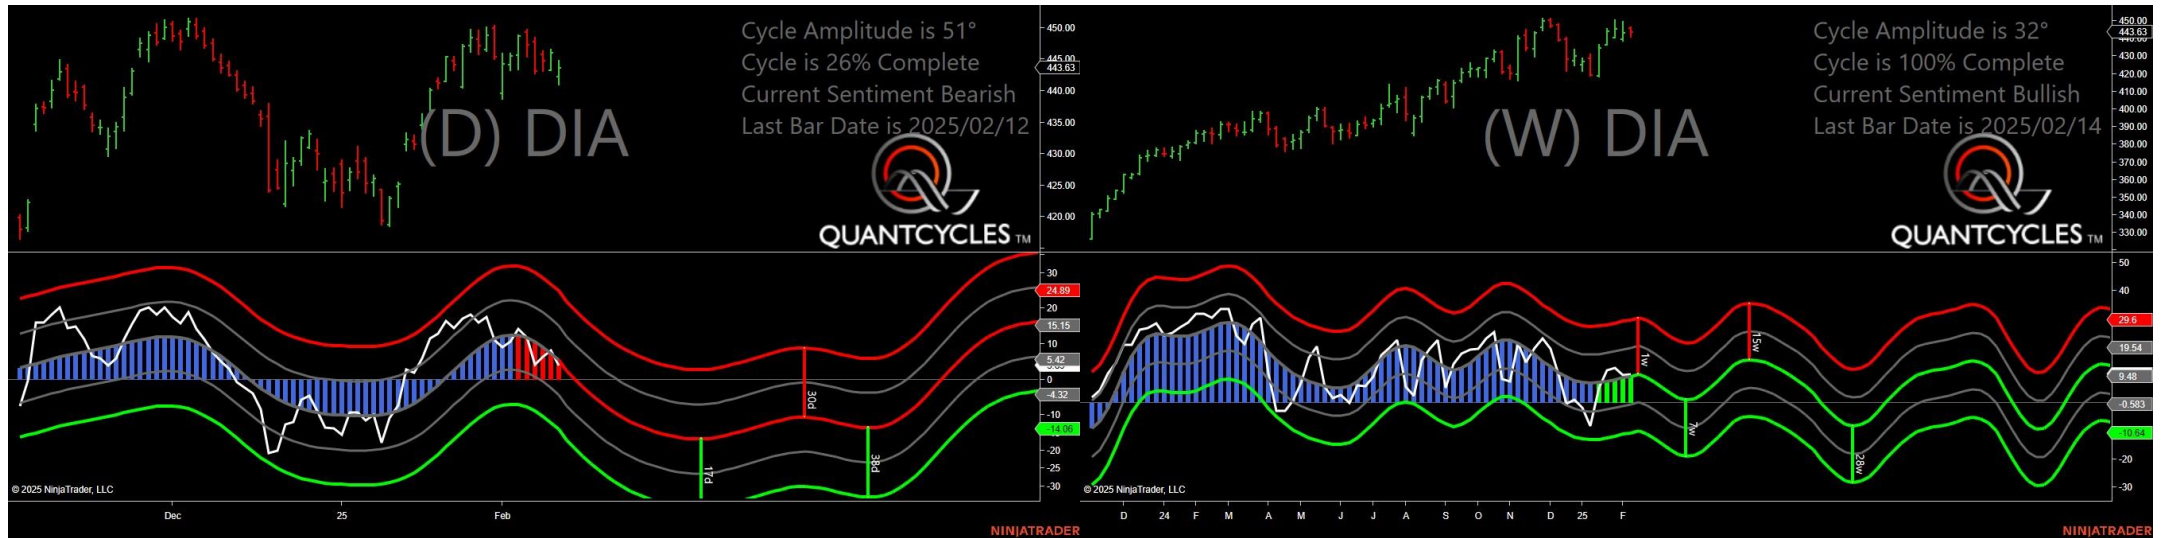 Cycle Amplitude is 51°
Cycle is 26% Complete
Current Sentiment Bearish
Last Bar Date is 2025/02/12
(D) DIA
QUANTCYCLES TM
450.00
445.00
443.63
440.00
435.00
430.00
425.00
420.00
30
24.89
20
15.15
10
5.42
0
-4.32
-10
-14.06
-20
-25
-30
17d
30d
38d
© 2025 NinjaTrader, LLC
Dec
25
Feb
NINJATRADER
Cycle Amplitude is 32°
Cycle is 100% Complete
Current Sentiment Bullish
Last Bar Date is 2025/02/14
(W) DIA
QUANTCYCLES TM
450.00
443.63
430.00
420.00
410.00
400.00
390.00
380.00
370.00
360.00
350.00
340.00
330.00
50
40
29.6
19.54
9.48
-0.583
-10.64
-20
-30
1w
7w
15w
28w
© 2025 NinjaTrader, LLC
D
24
F
M
A
M
J
J
A
S
O
N
D
25
F
NINJATRADER